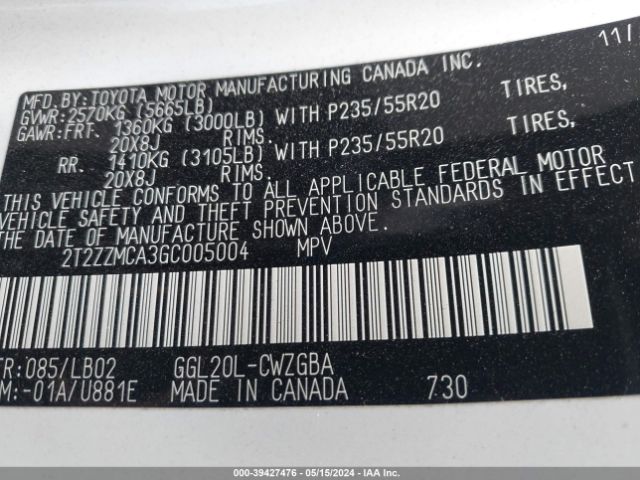 11/
MFD.BY:TOYOTA MOTOR MANUFACTURING CANADA INC.
GVWR:2570KG (5665LB)
GAWR:FRT. 1360KG (3000LB) WITH P235/55R20 TIRES,
20X8J RIMS.
RR. 1410KG (3105LB) WITH P235/55R20 TIRES,
20X8J RIMS.
THIS VEHICLE CONFORMS TO ALL APPLICABLE FEDERAL MOTOR
VEHICLE SAFETY AND THEFT PREVENTION STANDARDS IN EFFECT
THE DATE OF MANUFACTURE SHOWN ABOVE.
2T2ZZMCA3GC005004 MPV
TR:085/LB02 GGL20L-CWZGBA
M:-01A/U881E MADE IN CANADA 730
000-39427476 - 05/15/2024 - IAA Inc.